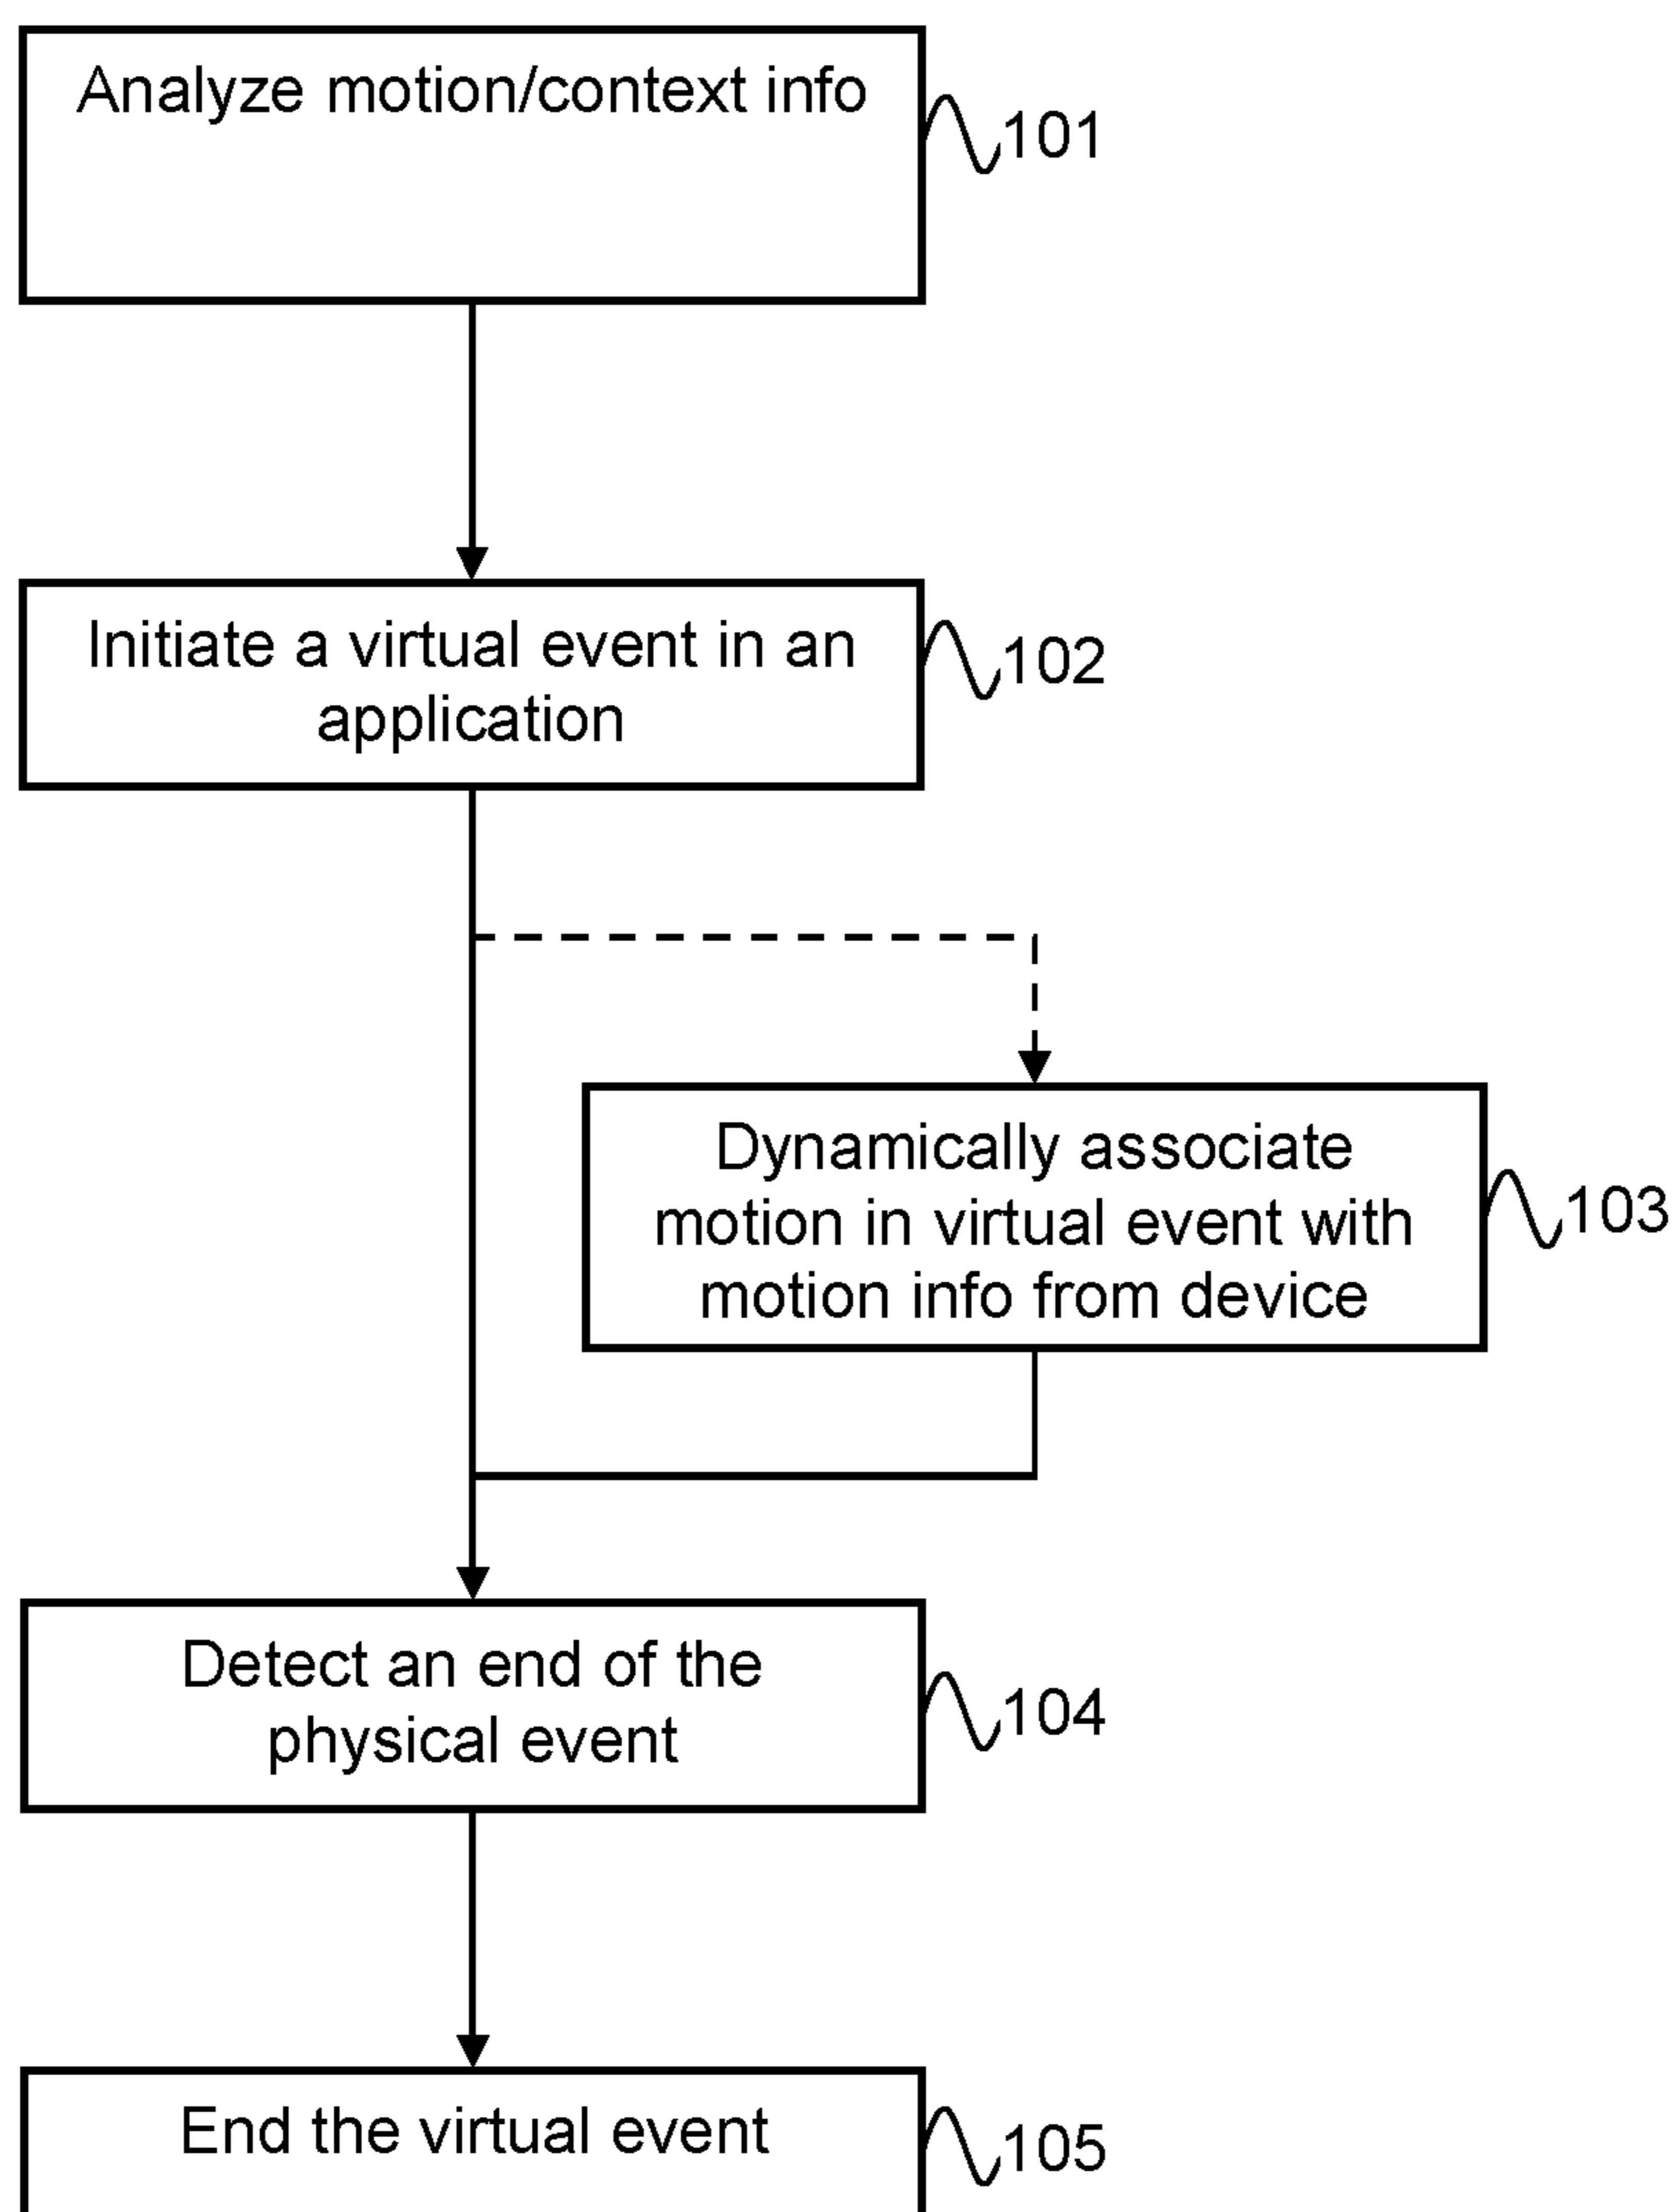 Analyze motion/context info
101
Initiate a virtual event in an
application
102
Dynamically associate
motion in virtual event with
motion info from device
103
Detect an end of the
physical event
104
End the virtual event
105